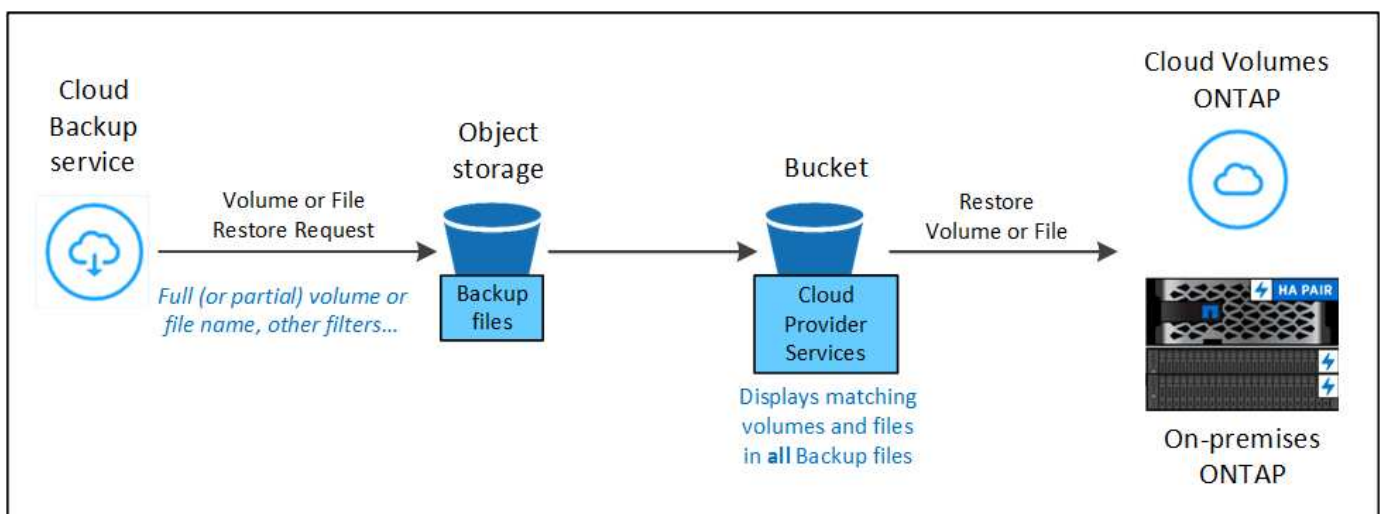 Cloud
Backup
service
Volume or File
Restore Request
Full (or partial) volume or
file name, other filters...
Object
storage
Backup
files
Bucket
Cloud
Provider
Services
Displays matching
volumes and files
in all Backup files
Restore
Volume or File
Cloud Volumes
ONTAP
HA PAIR
On-premises
ONTAP